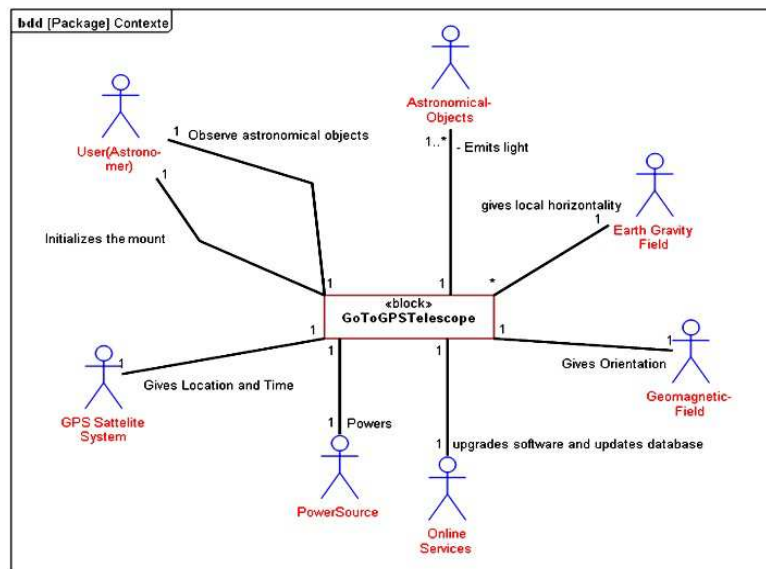 bdd [Package] Contexte
Astronomical-
Objects
1 Observe astronomical objects
User(Astrono-
mer)
1..* - Emits light
1
gives local horizontality
1
Earth Gravity
Field
Initializes the mount
1 1 *
«block»
GoToGPSTelescope
1 1 1 1
1
Gives Orientation
1
Gives Location and Time
Geomagnetic-
Field
GPS Sattelite
System
1 Powers
1 upgrades software and updates database
PowerSource
Online
Services